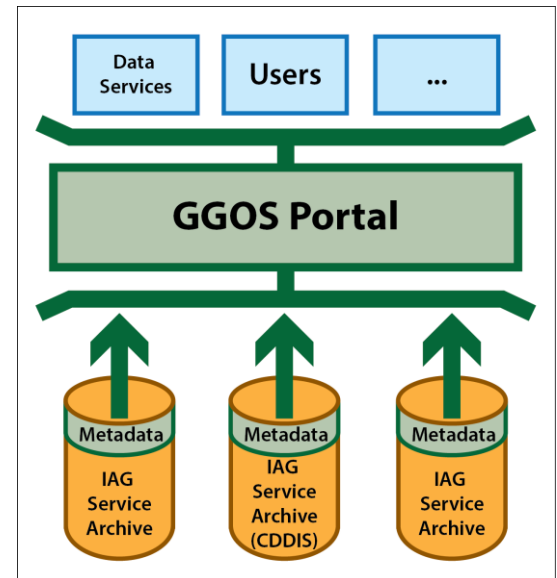 Data
Services
Users
...
GGOS Portal
Metadata
IAG
Service
Archive
Metadata
IAG
Service
Archive
(CDDIS)
Metadata
IAG
Service
Archive